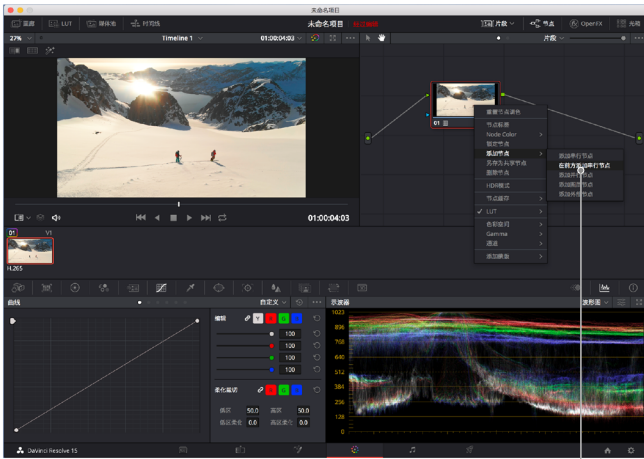 未命名项目
画廊
LUT
媒体池
时间线
未命名项目
片段
节点
OpenFX
光箱
27%
Timeline 1
01:00:04:03
片段
01
重置节点调色
节点标签
Node Color
锁定节点
添加节点
另存为共享节点
删除节点
HDR模式
节点缓存
LUT
色彩空间
Gamma
通道
添加蒙版
添加串行节点
在前方添加串行节点
添加并行节点
添加图层节点
添加外部节点
01:00:04:03
01 V1
H.265
曲线
自定义
编辑
Y R G B
100
100
100
100
柔化裁切
R G B
低区 50.0 高区 50.0
低区柔化 0.0 高区柔化 0.0
示波器
波形图
1023
896
768
640
512
384
256
128
0
DaVinci Resolve 15